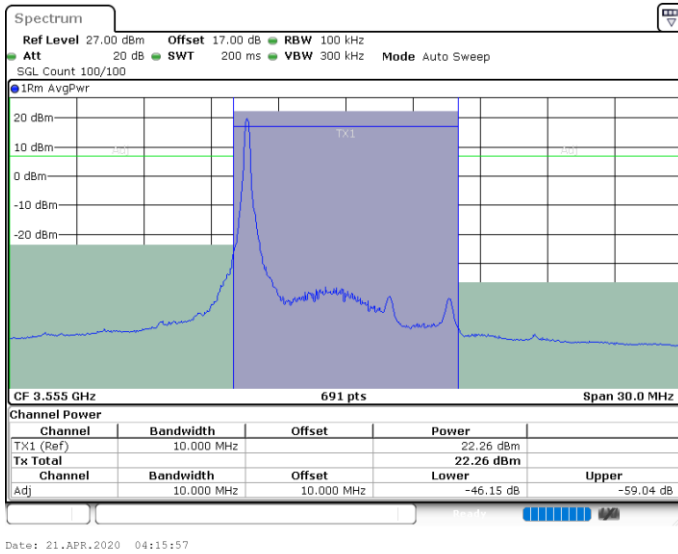 Spectrum
Ref Level 27.00 dBm Offset 17.00 dB RBW 100 kHz
Att 20 dB SWT 200 ms VBW 300 kHz Mode Auto Sweep
SGL Count 100/100
1Rm AvgPwr
20 dBm
TX1
10 dBm
Adj Adj
0 dBm
-10 dBm
-20 dBm
CF 3.555 GHz 691 pts Span 30.0 MHz
Channel Power
Channel Bandwidth Offset Power
TX1 (Ref) 10.000 MHz 22.26 dBm
Tx Total 22.26 dBm
Channel Bandwidth Offset Lower Upper
Adj 10.000 MHz 10.000 MHz -46.15 dB -59.04 dB
Ready
Date: 21.APR.2020 04:15:57